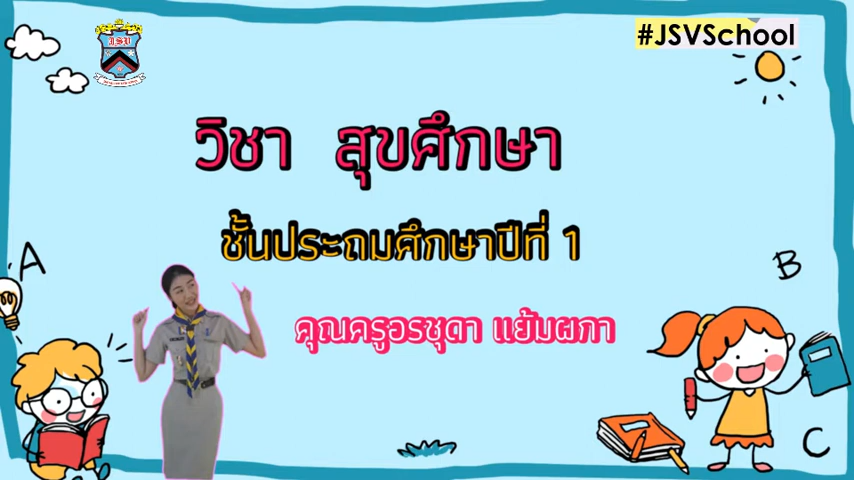 JSV
#JSVSchool
วิชา สุขศึกษา
ชั้นประถมศึกษาปีที่ 1
คุณครูอรชุดา แย้มผกา
A
B
C